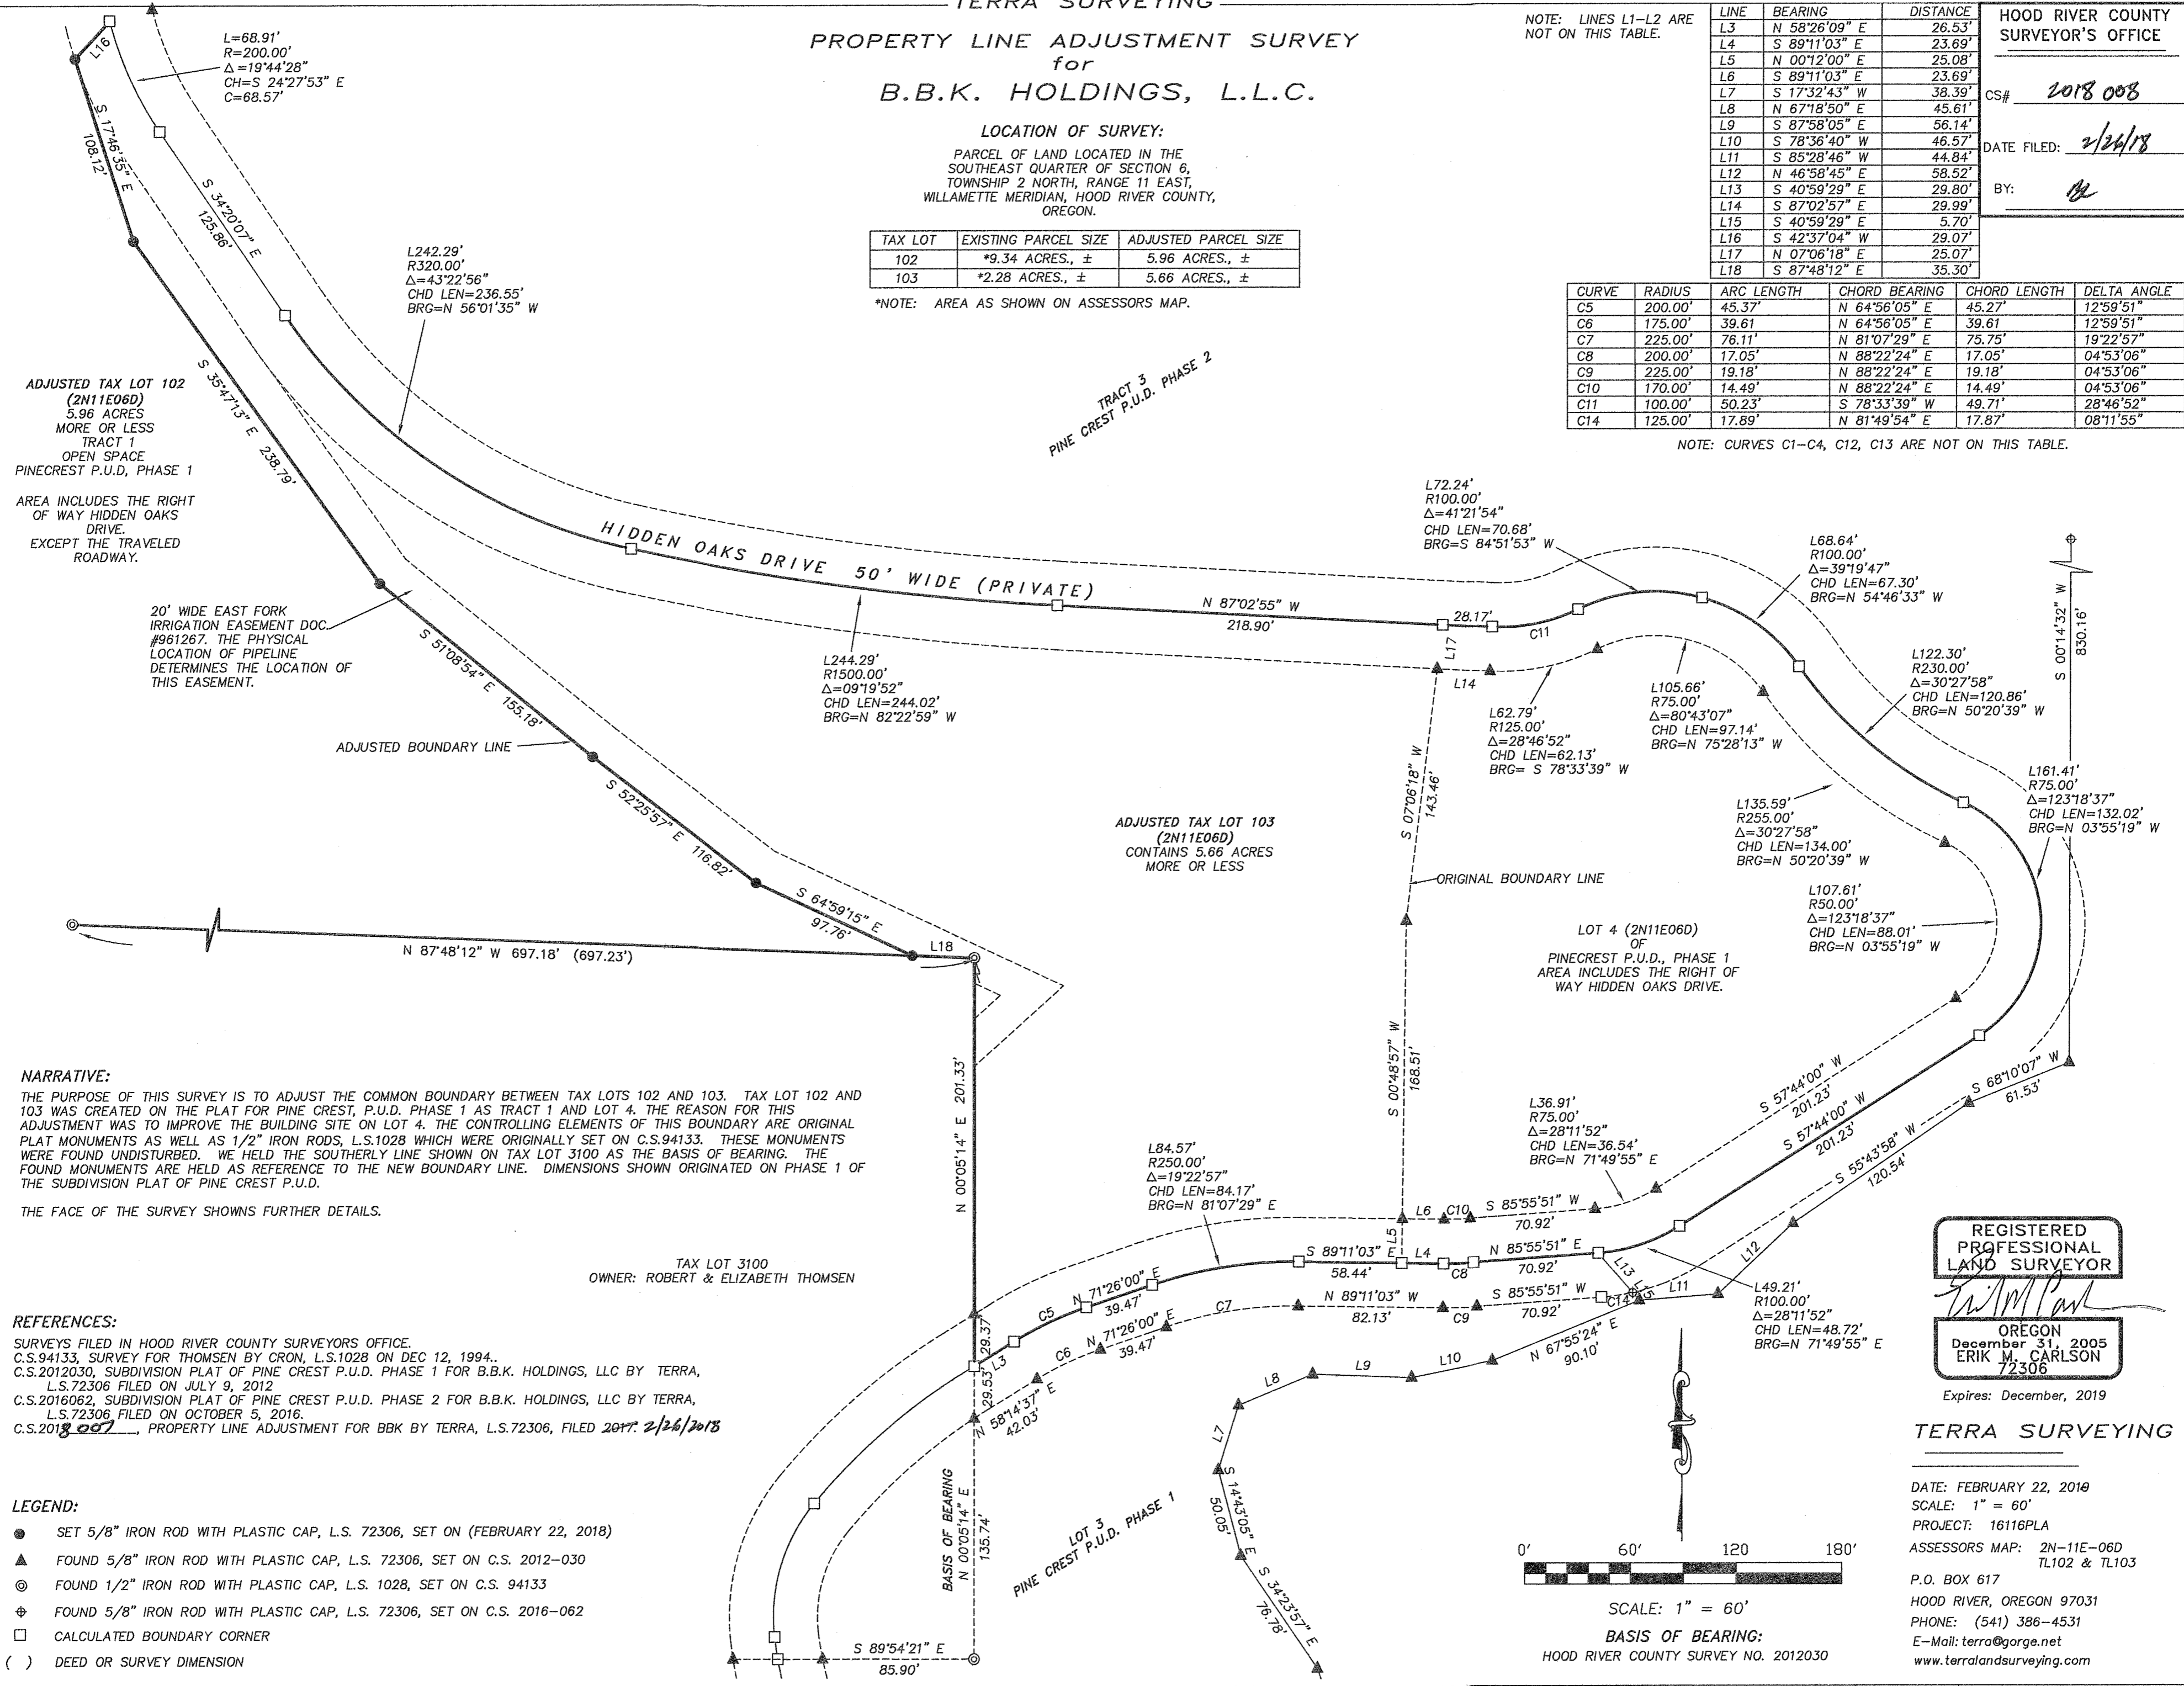 TERRA SURVEYING
PROPERTY LINE ADJUSTMENT SURVEY
for
B.B.K. HOLDINGS, L.L.C.
LOCATION OF SURVEY:
PARCEL OF LAND LOCATED IN THE
SOUTHEAST QUARTER OF SECTION 6,
TOWNSHIP 2 NORTH, RANGE 11 EAST,
WILLAMETTE MERIDIAN, HOOD RIVER COUNTY,
OREGON.
TAX LOT EXISTING PARCEL SIZE ADJUSTED PARCEL SIZE
102 *9.34 ACRES., ± 5.96 ACRES., ±
103 *2.28 ACRES., ± 5.66 ACRES., ±
*NOTE: AREA AS SHOWN ON ASSESSORS MAP.
NOTE: LINES L1-L2 ARE
NOT ON THIS TABLE.
LINE BEARING DISTANCE
L3 N 58°26'09" E 26.53'
L4 S 89°11'03" E 23.69'
L5 N 00°12'00" E 25.08'
L6 S 89°11'03" E 23.69'
L7 S 17°32'43" W 38.39'
L8 N 67°18'50" E 45.61'
L9 S 87°58'05" E 56.14'
L10 S 78°36'40" W 46.57'
L11 S 85°28'46" W 44.84'
L12 N 46°58'45" E 58.52'
L13 S 40°59'29" E 29.80'
L14 S 87°02'57" E 29.99'
L15 S 40°59'29" E 5.70'
L16 S 42°37'04" W 29.07'
L17 N 07°06'18" E 25.07'
L18 S 87°48'12" E 35.30'
HOOD RIVER COUNTY
SURVEYOR'S OFFICE
CS# 2018 008
DATE FILED: 2/26/18
BY:
CURVE RADIUS ARC LENGTH CHORD BEARING CHORD LENGTH DELTA ANGLE
C5 200.00' 45.37' N 64°56'05" E 45.27' 12°59'51"
C6 175.00' 39.61 N 64°56'05" E 39.61 12°59'51"
C7 225.00' 76.11' N 81°07'29" E 75.75' 19°22'57"
C8 200.00' 17.05' N 88°22'24" E 17.05' 04°53'06"
C9 225.00' 19.18' N 88°22'24" E 19.18' 04°53'06"
C10 170.00' 14.49' N 88°22'24" E 14.49' 04°53'06"
C11 100.00' 50.23' S 78°33'39" W 49.71' 28°46'52"
C14 125.00' 17.89' N 81°49'54" E 17.87' 08°11'55"
NOTE: CURVES C1-C4, C12, C13 ARE NOT ON THIS TABLE.
L16
L=68.91'
R=200.00'
Δ=19°44'28"
CH=S 24°27'53" E
C=68.57'
S 17°46'35" E
108.12'
S 34°20'07" E
125.86'
L242.29'
R320.00'
Δ=43°22'56"
CHD LEN=236.55'
BRG=N 56°01'35" W
TRACT 3
PINE CREST P.U.D. PHASE 2
ADJUSTED TAX LOT 102
(2N11E06D)
5.96 ACRES
MORE OR LESS
TRACT 1
OPEN SPACE
PINECREST P.U.D, PHASE 1
AREA INCLUDES THE RIGHT
OF WAY HIDDEN OAKS
DRIVE.
EXCEPT THE TRAVELED
ROADWAY.
S 35°47'13" E 238.79'
HIDDEN OAKS DRIVE 50' WIDE (PRIVATE)
20' WIDE EAST FORK
IRRIGATION EASEMENT DOC.
#961267. THE PHYSICAL
LOCATION OF PIPELINE
DETERMINES THE LOCATION OF
THIS EASEMENT.
S 51°08'54" E 155.18'
ADJUSTED BOUNDARY LINE
S 52°25'57" E 116.82'
S 64°59'15" E
97.76'
L18
N 87°48'12" W 697.18' (697.23')
L244.29'
R1500.00'
Δ=09°19'52"
CHD LEN=244.02'
BRG=N 82°22'59" W
N 87°02'55" W
218.90'
28.17'
C11
L17
L14
L72.24'
R100.00'
Δ=41°21'54"
CHD LEN=70.68'
BRG=S 84°51'53" W
L68.64'
R100.00'
Δ=39°19'47"
CHD LEN=67.30'
BRG=N 54°46'33" W
S 00°14'32" W
830.16'
L122.30'
R230.00'
Δ=30°27'58"
CHD LEN=120.86'
BRG=N 50°20'39" W
L105.66'
R75.00'
Δ=80°43'07"
CHD LEN=97.14'
BRG=N 75°28'13" W
L62.79'
R125.00'
Δ=28°46'52"
CHD LEN=62.13'
BRG= S 78°33'39" W
L161.41'
R75.00'
Δ=123°18'37"
CHD LEN=132.02'
BRG=N 03°55'19" W
L135.59'
R255.00'
Δ=30°27'58"
CHD LEN=134.00'
BRG=N 50°20'39" W
L107.61'
R50.00'
Δ=123°18'37"
CHD LEN=88.01'
BRG=N 03°55'19" W
S 07°06'18" W
143.46'
ADJUSTED TAX LOT 103
(2N11E06D)
CONTAINS 5.66 ACRES
MORE OR LESS
ORIGINAL BOUNDARY LINE
LOT 4 (2N11E06D)
OF
PINECREST P.U.D., PHASE 1
AREA INCLUDES THE RIGHT OF
WAY HIDDEN OAKS DRIVE.
S 00°48'57" W
168.51'
N 00°05'14" E 201.33'
S 57°44'00" W
201.23'
S 57°44'00" W
201.23'
S 68°10'07" W
61.53'
S 55°43'58" W
120.54'
L36.91'
R75.00'
Δ=28°11'52"
CHD LEN=36.54'
BRG=N 71°49'55" E
L84.57'
R250.00'
Δ=19°22'57"
CHD LEN=84.17'
BRG=N 81°07'29" E
L6 C10 S 85°55'51" W
70.92'
L5
S 89°11'03" E L4 N 85°55'51" E
58.44' C8 70.92'
L13
L15
L12
L11
C14
L49.21'
R100.00'
Δ=28°11'52"
CHD LEN=48.72'
BRG=N 71°49'55" E
N 89°11'03" W
82.13'
C9
S 85°55'51" W
70.92'
C7
N 71°26'00" E
39.47'
C5
L3
N 71°26'00" E
39.47'
C6
N 58°14'37" E
42.03'
29.37'
29.53'
N 67°55'24" E
90.10'
L10
L9
L8
L7
S 14°43'05" E
50.05'
S 34°23'57" E
76.78'
LOT 3
PINE CREST P.U.D. PHASE 1
BASIS OF BEARING
N 00°05'14" E
135.74'
S 89°54'21" E
85.90'
NARRATIVE:
THE PURPOSE OF THIS SURVEY IS TO ADJUST THE COMMON BOUNDARY BETWEEN TAX LOTS 102 AND 103. TAX LOT 102 AND
103 WAS CREATED ON THE PLAT FOR PINE CREST, P.U.D. PHASE 1 AS TRACT 1 AND LOT 4. THE REASON FOR THIS
ADJUSTMENT WAS TO IMPROVE THE BUILDING SITE ON LOT 4. THE CONTROLLING ELEMENTS OF THIS BOUNDARY ARE ORIGINAL
PLAT MONUMENTS AS WELL AS 1/2" IRON RODS, L.S.1028 WHICH WERE ORIGINALLY SET ON C.S.94133. THESE MONUMENTS
WERE FOUND UNDISTURBED. WE HELD THE SOUTHERLY LINE SHOWN ON TAX LOT 3100 AS THE BASIS OF BEARING. THE
FOUND MONUMENTS ARE HELD AS REFERENCE TO THE NEW BOUNDARY LINE. DIMENSIONS SHOWN ORIGINATED ON PHASE 1 OF
THE SUBDIVISION PLAT OF PINE CREST P.U.D.
THE FACE OF THE SURVEY SHOWNS FURTHER DETAILS.
TAX LOT 3100
OWNER: ROBERT & ELIZABETH THOMSEN
REFERENCES:
SURVEYS FILED IN HOOD RIVER COUNTY SURVEYORS OFFICE.
C.S.94133, SURVEY FOR THOMSEN BY CRON, L.S.1028 ON DEC 12, 1994..
C.S.2012030, SUBDIVISION PLAT OF PINE CREST P.U.D. PHASE 1 FOR B.B.K. HOLDINGS, LLC BY TERRA,
L.S.72306 FILED ON JULY 9, 2012
C.S.2016062, SUBDIVISION PLAT OF PINE CREST P.U.D. PHASE 2 FOR B.B.K. HOLDINGS, LLC BY TERRA,
L.S.72306 FILED ON OCTOBER 5, 2016.
C.S.2018 007, PROPERTY LINE ADJUSTMENT FOR BBK BY TERRA, L.S.72306, FILED 2017. 2/26/2018
LEGEND:
SET 5/8" IRON ROD WITH PLASTIC CAP, L.S. 72306, SET ON (FEBRUARY 22, 2018)
FOUND 5/8" IRON ROD WITH PLASTIC CAP, L.S. 72306, SET ON C.S. 2012-030
FOUND 1/2" IRON ROD WITH PLASTIC CAP, L.S. 1028, SET ON C.S. 94133
FOUND 5/8" IRON ROD WITH PLASTIC CAP, L.S. 72306, SET ON C.S. 2016-062
CALCULATED BOUNDARY CORNER
( ) DEED OR SURVEY DIMENSION
0' 60' 120 180'
SCALE: 1" = 60'
BASIS OF BEARING:
HOOD RIVER COUNTY SURVEY NO. 2012030
REGISTERED
PROFESSIONAL
LAND SURVEYOR
OREGON
December 31, 2005
ERIK M. CARLSON
72306
Expires: December, 2019
TERRA SURVEYING
DATE: FEBRUARY 22, 2018
SCALE: 1" = 60'
PROJECT: 16116PLA
ASSESSORS MAP: 2N-11E-06D
TL102 & TL103
P.O. BOX 617
HOOD RIVER, OREGON 97031
PHONE: (541) 386-4531
E-Mail: terra@gorge.net
www.terralandsurveying.com